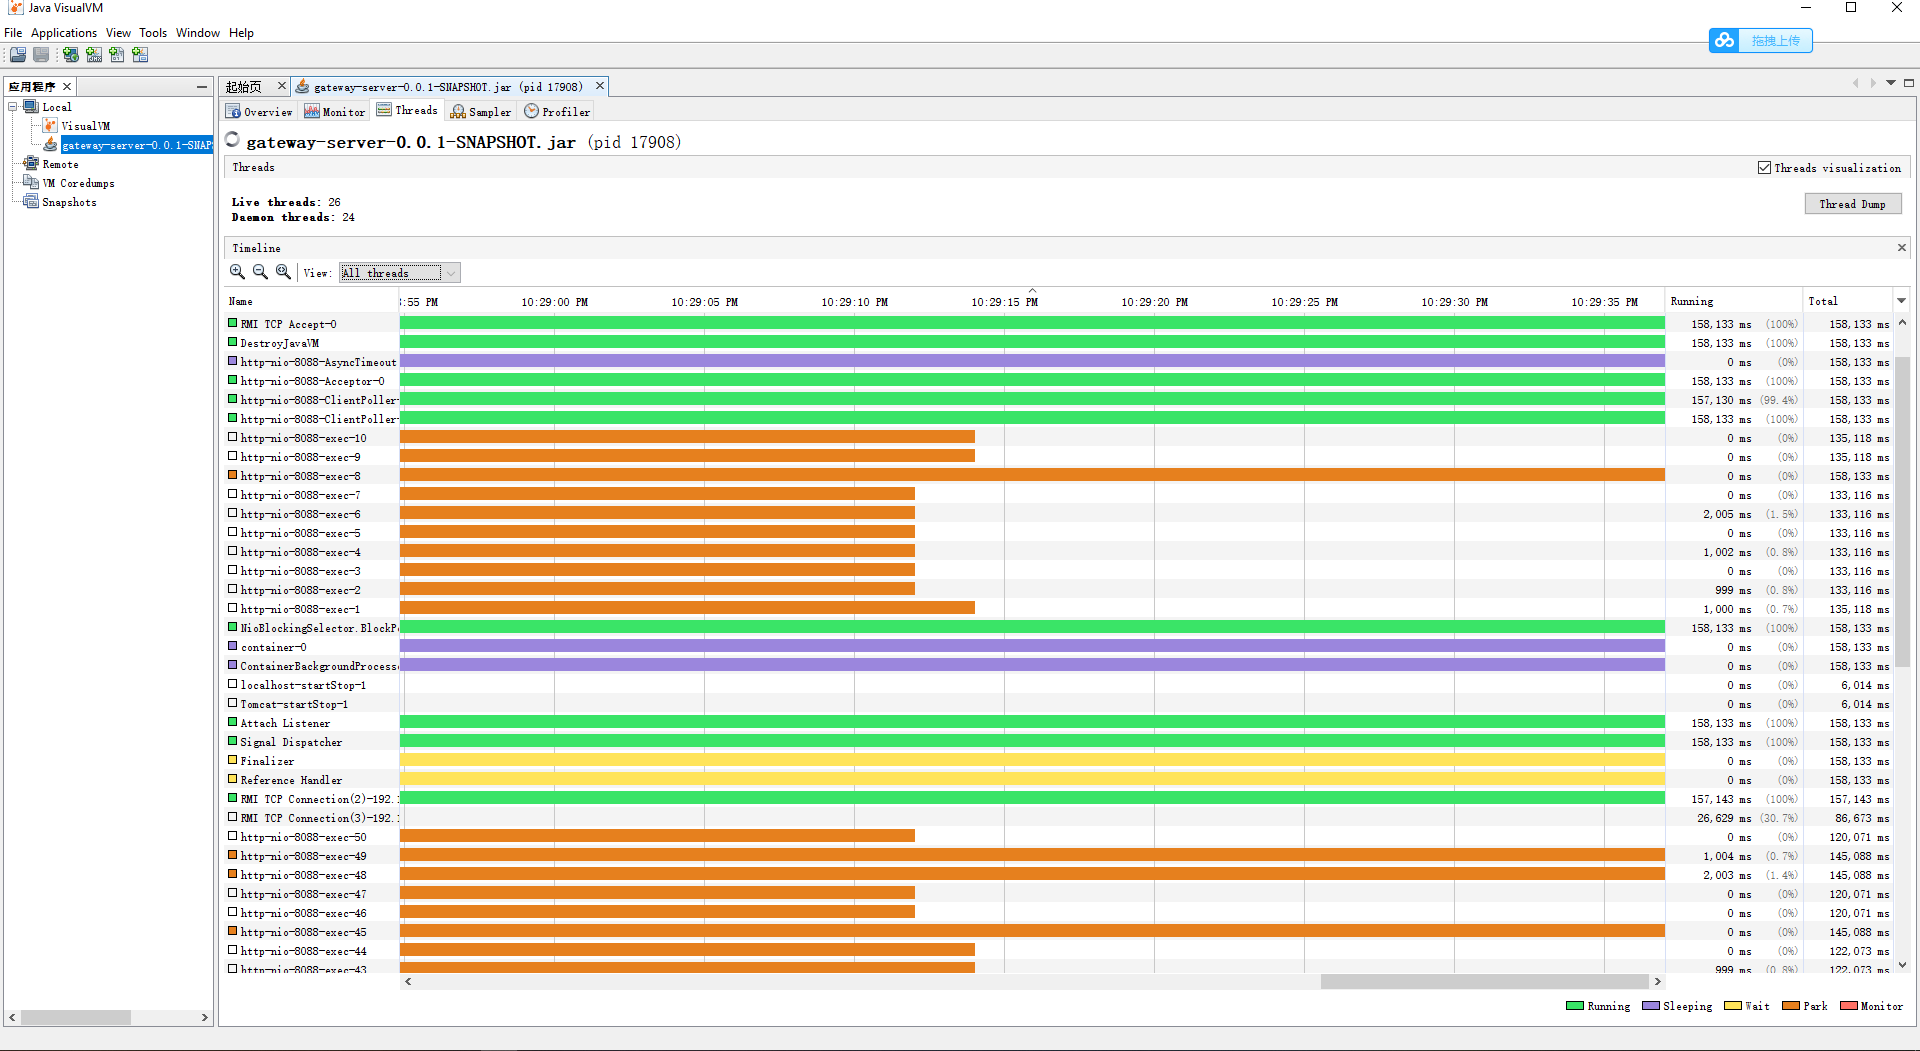 Java VisualVM
File Applications View Tools Window Help
拖拽上传
应用程序
起始页 gateway-server-0.0.1-SNAPSHOT.jar (pid 17908)
Local
VisualVM
gateway-server-0.0.1-SNAP
Remote
VM Coredumps
Snapshots
Overview Monitor Threads Sampler Profiler
gateway-server-0.0.1-SNAPSHOT.jar (pid 17908)
Threads Threads visualization
Live threads: 26
Daemon threads: 24
Thread Dump
Timeline
View: All threads
Name :55 PM 10:29:00 PM 10:29:05 PM 10:29:10 PM 10:29:15 PM 10:29:20 PM 10:29:25 PM 10:29:30 PM 10:29:35 PM Running Total
RMI TCP Accept-0 158,133 ms (100%) 158,133 ms
DestroyJavaVM 158,133 ms (100%) 158,133 ms
http-nio-8088-AsyncTimeout 0 ms (0%) 158,133 ms
http-nio-8088-Acceptor-0 158,133 ms (100%) 158,133 ms
http-nio-8088-ClientPoller- 157,130 ms (99.4%) 158,133 ms
http-nio-8088-ClientPoller- 158,133 ms (100%) 158,133 ms
http-nio-8088-exec-10 0 ms (0%) 135,118 ms
http-nio-8088-exec-9 0 ms (0%) 135,118 ms
http-nio-8088-exec-8 0 ms (0%) 158,133 ms
http-nio-8088-exec-7 0 ms (0%) 133,116 ms
http-nio-8088-exec-6 2,005 ms (1.5%) 133,116 ms
http-nio-8088-exec-5 0 ms (0%) 133,116 ms
http-nio-8088-exec-4 1,002 ms (0.8%) 133,116 ms
http-nio-8088-exec-3 0 ms (0%) 133,116 ms
http-nio-8088-exec-2 999 ms (0.8%) 133,116 ms
http-nio-8088-exec-1 1,000 ms (0.7%) 135,118 ms
NioBlockingSelector.BlockP 158,133 ms (100%) 158,133 ms
container-0 0 ms (0%) 158,133 ms
ContainerBackgroundProcess 0 ms (0%) 158,133 ms
localhost-startStop-1 0 ms (0%) 6,014 ms
Tomcat-startStop-1 0 ms (0%) 6,014 ms
Attach Listener 158,133 ms (100%) 158,133 ms
Signal Dispatcher 158,133 ms (100%) 158,133 ms
Finalizer 0 ms (0%) 158,133 ms
Reference Handler 0 ms (0%) 158,133 ms
RMI TCP Connection(2)-192. 157,143 ms (100%) 157,143 ms
RMI TCP Connection(3)-192. 26,629 ms (30.7%) 86,673 ms
http-nio-8088-exec-50 0 ms (0%) 120,071 ms
http-nio-8088-exec-49 1,004 ms (0.7%) 145,088 ms
http-nio-8088-exec-48 2,003 ms (1.4%) 145,088 ms
http-nio-8088-exec-47 0 ms (0%) 120,071 ms
http-nio-8088-exec-46 0 ms (0%) 120,071 ms
http-nio-8088-exec-45 0 ms (0%) 145,088 ms
http-nio-8088-exec-44 0 ms (0%) 122,073 ms
http-nio-8088-exec-43 999 ms (0.8%) 122,073 ms
Running Sleeping Wait Park Monitor